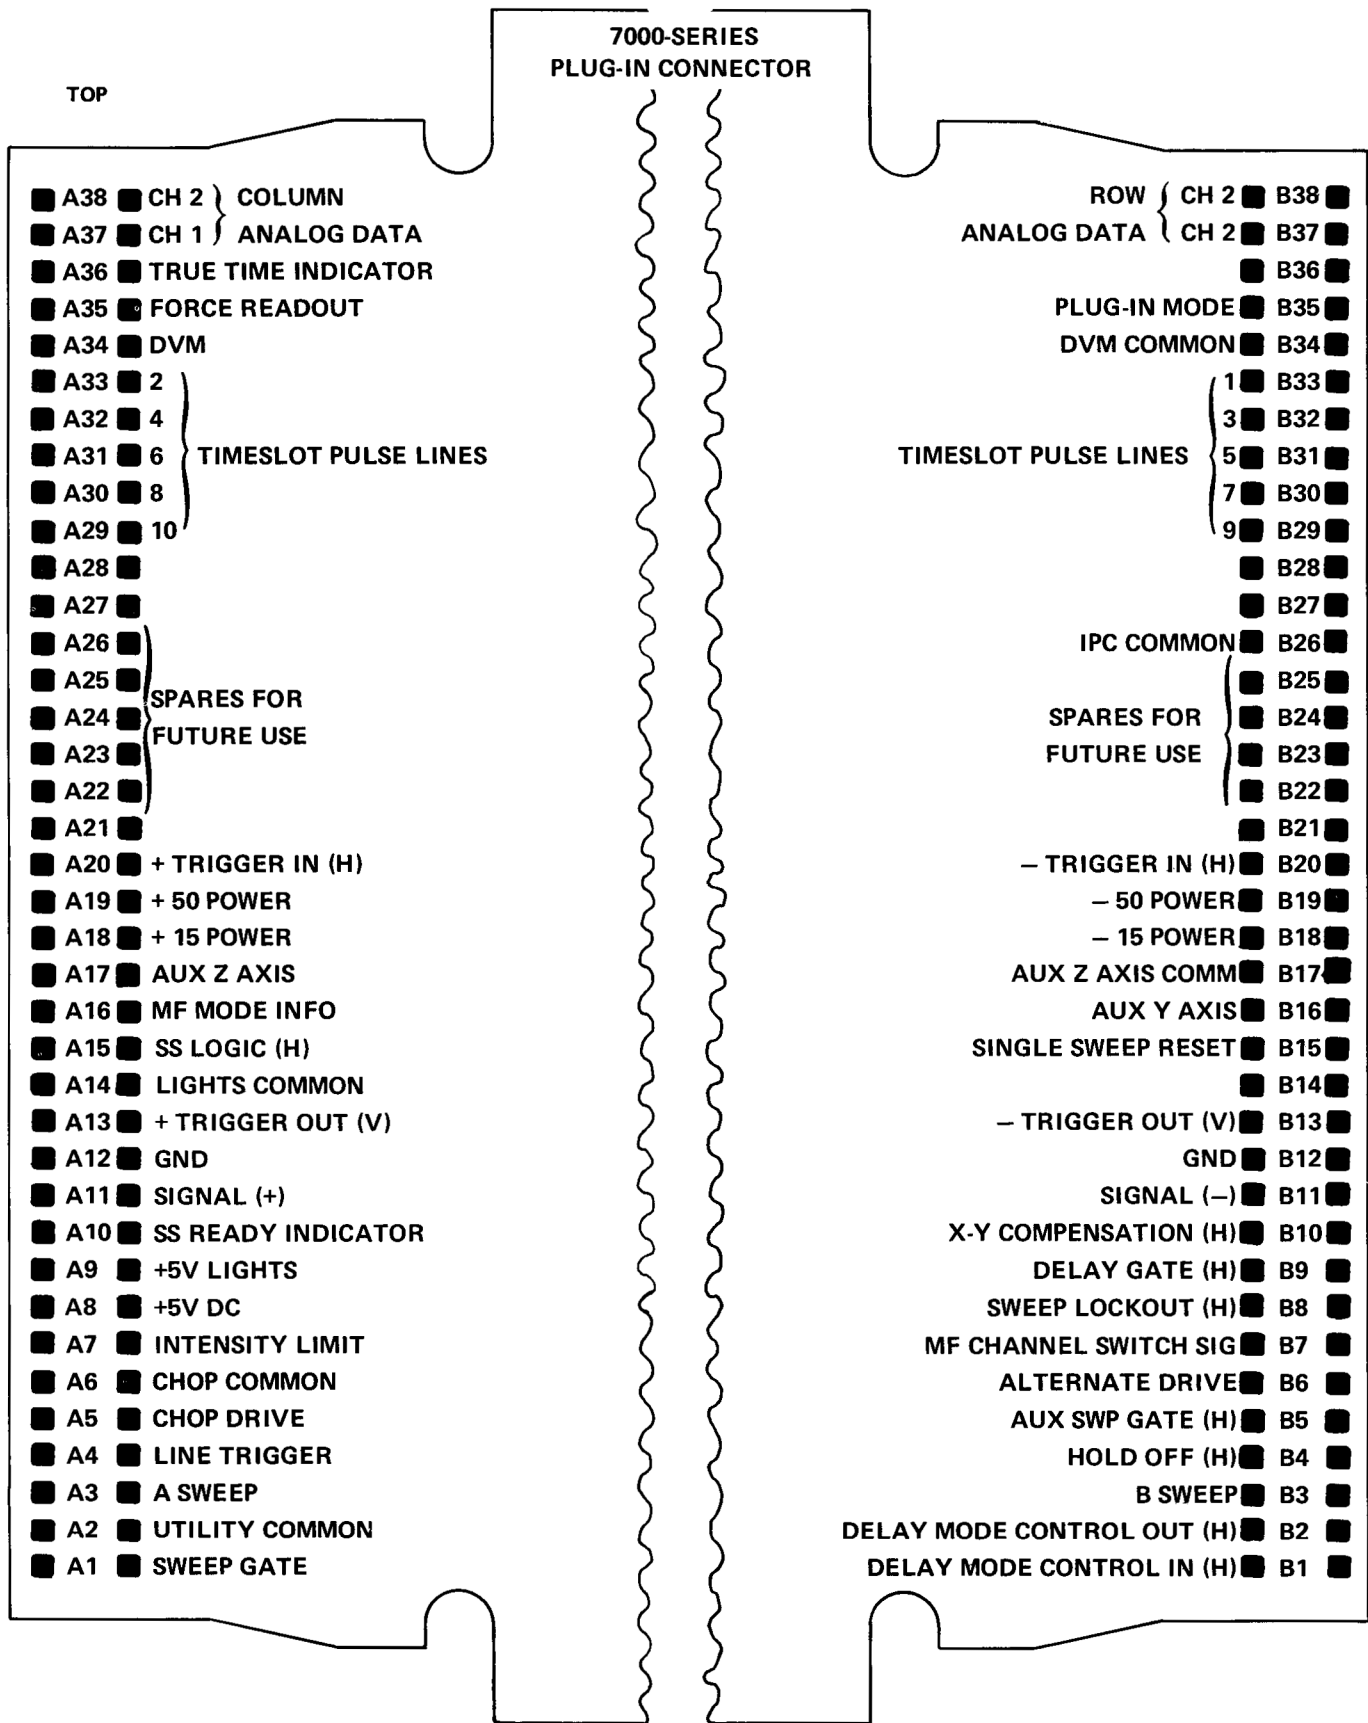 7000-SERIES
PLUG-IN CONNECTOR
TOP
A38 CH 2 COLUMN
A37 CH 1 ANALOG DATA
A36 TRUE TIME INDICATOR
A35 FORCE READOUT
A34 DVM
A33 2
A32 4
A31 6 TIMESLOT PULSE LINES
A30 8
A29 10
A28
A27
A26
A25
SPARES FOR
A24
FUTURE USE
A23
A22
A21
A20 + TRIGGER IN (H)
A19 + 50 POWER
A18 + 15 POWER
A17 AUX Z AXIS
A16 MF MODE INFO
A15 SS LOGIC (H)
A14 LIGHTS COMMON
A13 + TRIGGER OUT (V)
A12 GND
A11 SIGNAL (+)
A10 SS READY INDICATOR
A9 +5V LIGHTS
A8 +5V DC
A7 INTENSITY LIMIT
A6 CHOP COMMON
A5 CHOP DRIVE
A4 LINE TRIGGER
A3 A SWEEP
A2 UTILITY COMMON
A1 SWEEP GATE
ROW CH 2 B38
ANALOG DATA CH 2 B37
B36
PLUG-IN MODE B35
DVM COMMON B34
1 B33
3 B32
TIMESLOT PULSE LINES 5 B31
7 B30
9 B29
B28
B27
IPC COMMON B26
B25
SPARES FOR B24
FUTURE USE B23
B22
B21
– TRIGGER IN (H) B20
– 50 POWER B19
– 15 POWER B18
AUX Z AXIS COMM B17
AUX Y AXIS B16
SINGLE SWEEP RESET B15
B14
– TRIGGER OUT (V) B13
GND B12
SIGNAL (–) B11
X-Y COMPENSATION (H) B10
DELAY GATE (H) B9
SWEEP LOCKOUT (H) B8
MF CHANNEL SWITCH SIG B7
ALTERNATE DRIVE B6
AUX SWP GATE (H) B5
HOLD OFF (H) B4
B SWEEP B3
DELAY MODE CONTROL OUT (H) B2
DELAY MODE CONTROL IN (H) B1